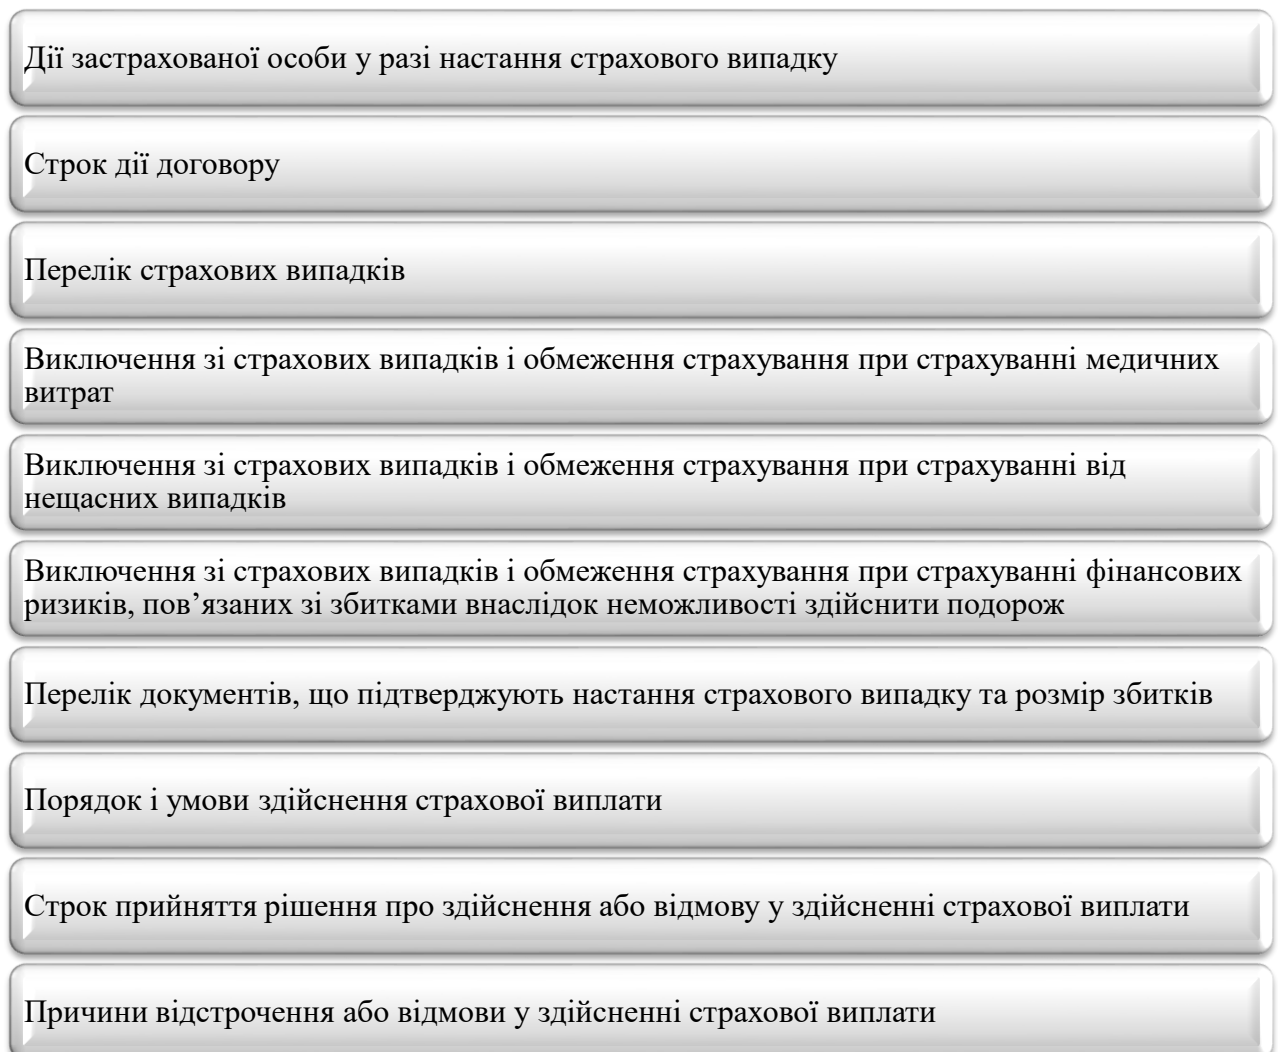 Дії застрахованої особи у разі настання страхового випадку
Строк дії договору
Перелік страхових випадків
Виключення зі страхових випадків і обмеження страхування при страхуванні медичних
витрат
Виключення зі страхових випадків і обмеження страхування при страхуванні від
нещасних випадків
Виключення зі страхових випадків і обмеження страхування при страхуванні фінансових
ризиків, пов’язаних зі збитками внаслідок неможливості здійснити подорож
Перелік документів, що підтверджують настання страхового випадку та розмір збитків
Порядок і умови здійснення страхової виплати
Строк прийняття рішення про здійснення або відмову у здійсненні страхової виплати
Причини відстрочення або відмови у здійсненні страхової виплати